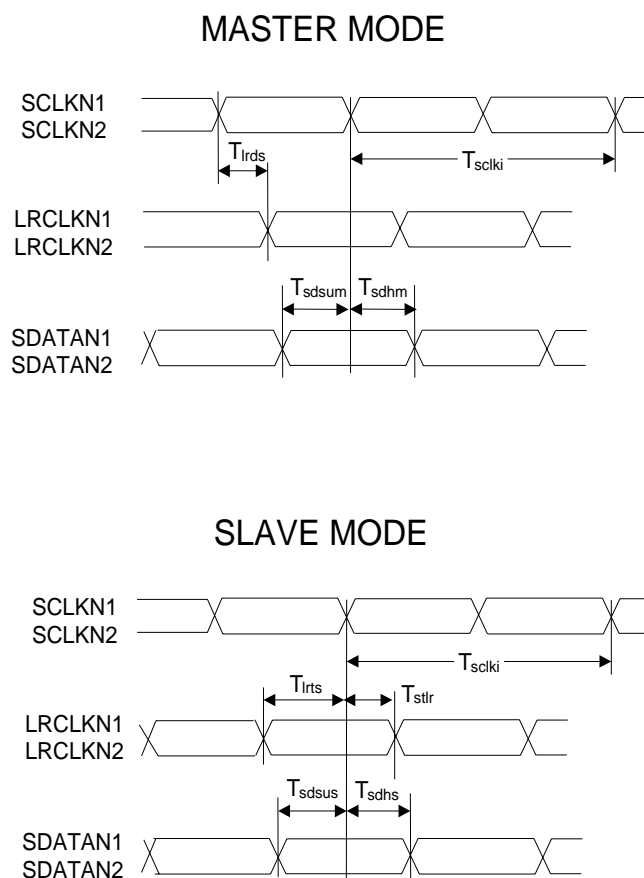 MASTER MODE
SCLKN1
SCLKN2
Tlrds
Tsclki
LRCLKN1
LRCLKN2
Tsdsum
Tsdhm
SDATAN1
SDATAN2
SLAVE MODE
SCLKN1
SCLKN2
Tsclki
Tlrts
Tstlr
LRCLKN1
LRCLKN2
Tsdsus
Tsdhs
SDATAN1
SDATAN2